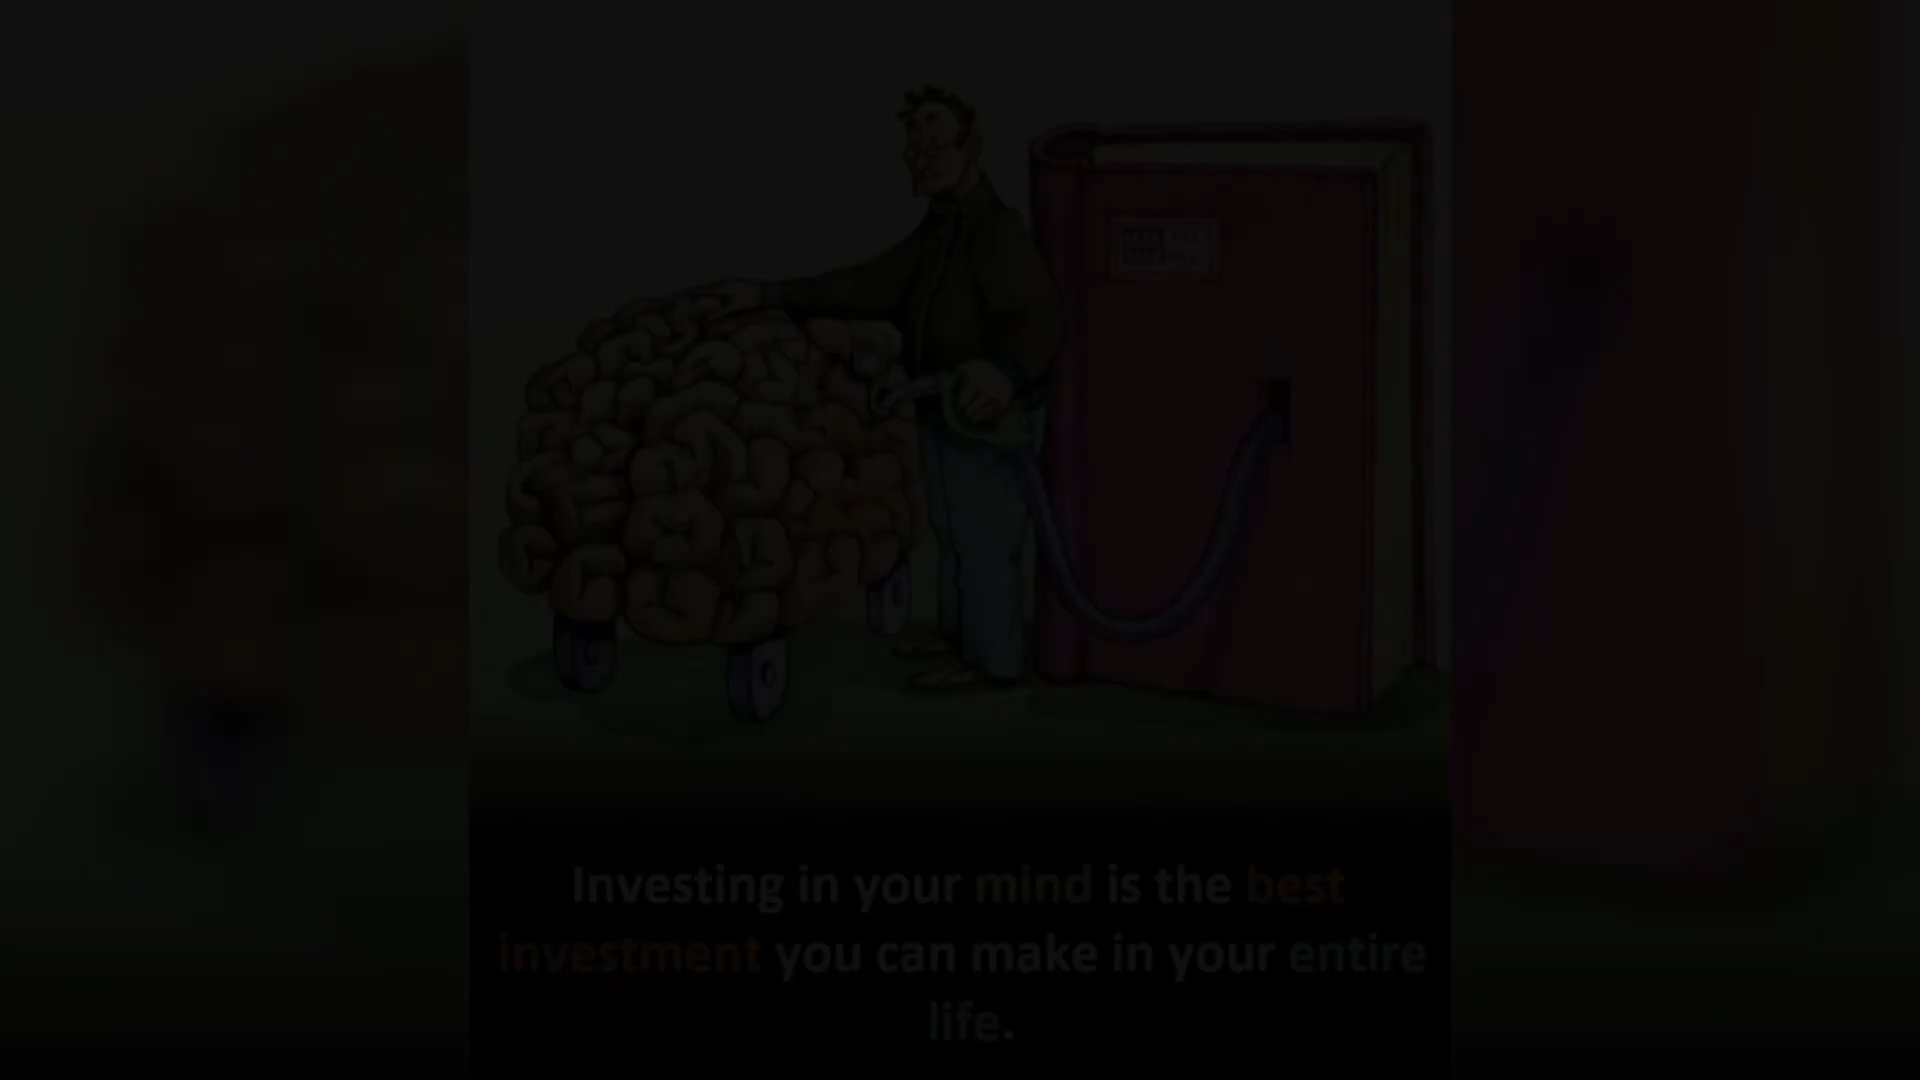 Investing in your mind is the best
investment you can make in your entire
life.